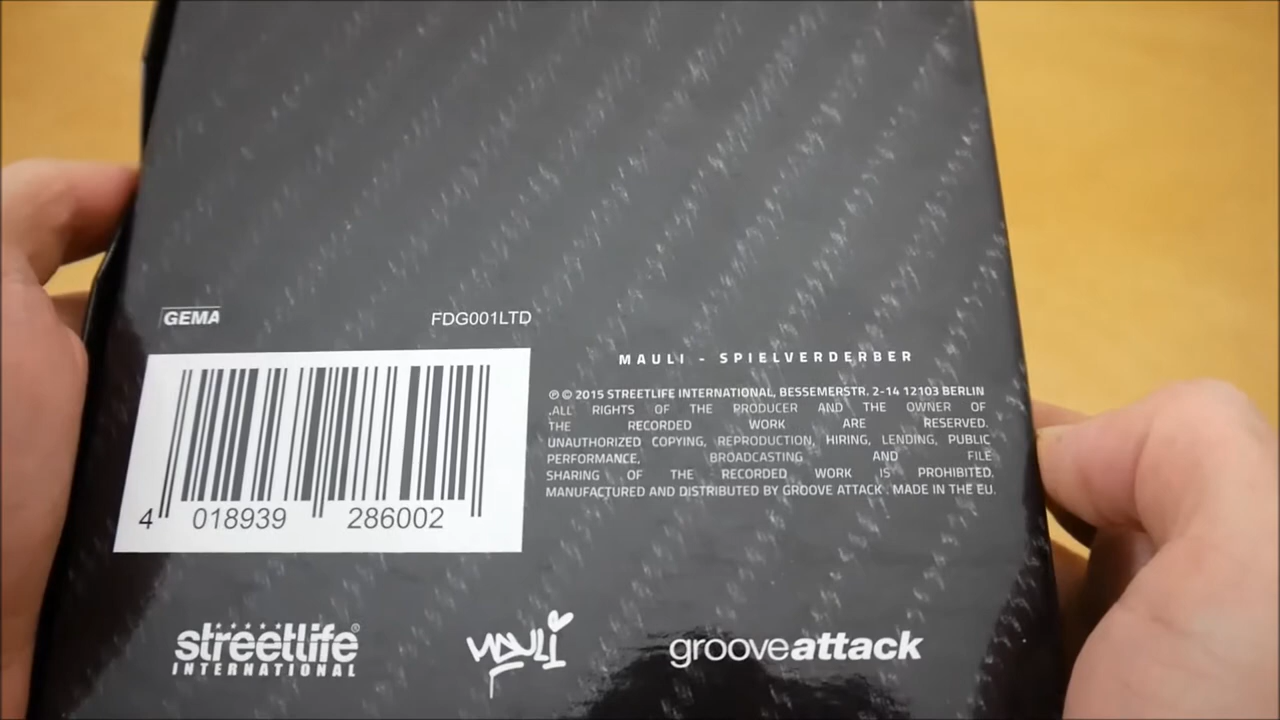 GEMA
FDG001LTD
4 018939 286002
MAULI - SPIELVERDERBER
℗ © 2015 STREETLIFE INTERNATIONAL, BESSEMERSTR. 2-14 12103 BERLIN
.ALL RIGHTS OF THE PRODUCER AND THE OWNER OF
THE RECORDED WORK ARE RESERVED.
UNAUTHORIZED COPYING, REPRODUCTION, HIRING, LENDING, PUBLIC
PERFORMANCE, BROADCASTING AND FILE
SHARING OF THE RECORDED WORK IS PROHIBITED.
MANUFACTURED AND DISTRIBUTED BY GROOVE ATTACK . MADE IN THE EU.
streetlife®
INTERNATIONAL
MAULI
grooveattack